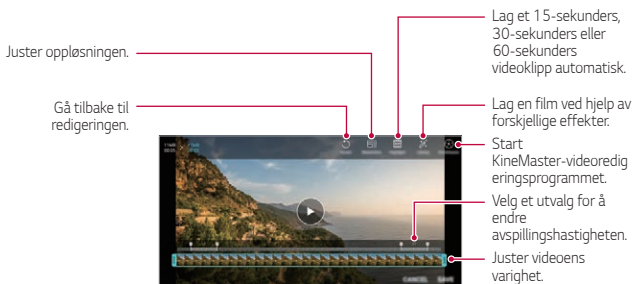 Juster oppløsningen.
Gå tilbake til
redigeringen.
Lag et 15-sekunders,
30-sekunders eller
60-sekunders
videoklipp automatisk.
Lag en film ved hjelp av
forskjellige effekter.
Start
KineMaster-videoredig
eringsprogrammet.
Velg et utvalg for å
endre
avspillingshastigheten.
Juster videoens
varighet.
CANCEL SAVE